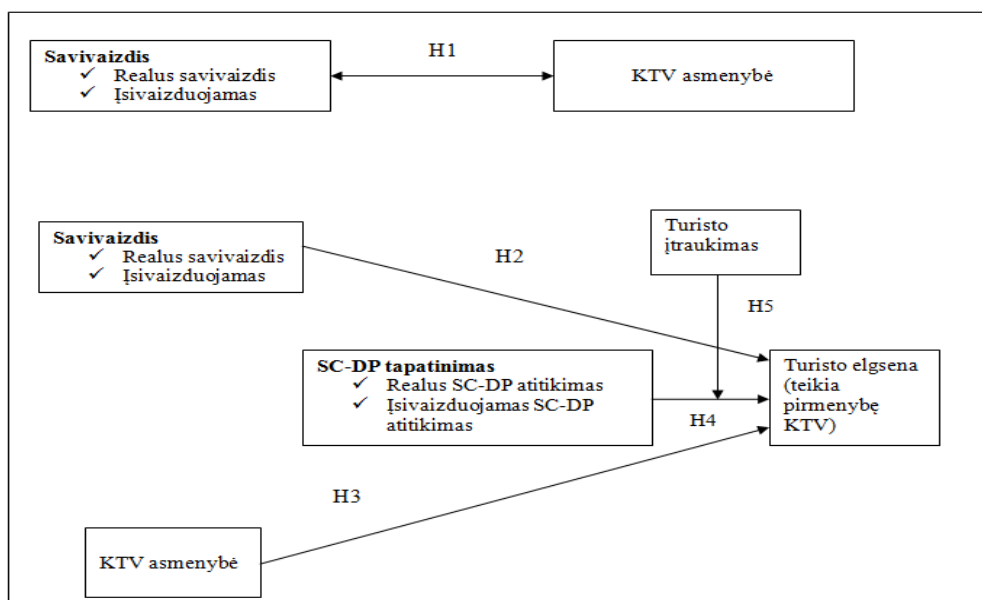 Savivaizdis
✓ Realus savivaizdis
✓ Įsivaizduojamas
H1
KTV asmenybė
Savivaizdis
✓ Realus savivaizdis
✓ Įsivaizduojamas
H2
Turisto
įtraukimas
H5
SC-DP tapatinimas
✓ Realus SC-DP atitikimas
✓ Įsivaizduojamas SC-DP
atitikimas
H4
Turisto elgsena
(teikia
pirmenybę
KTV)
H3
KTV asmenybė